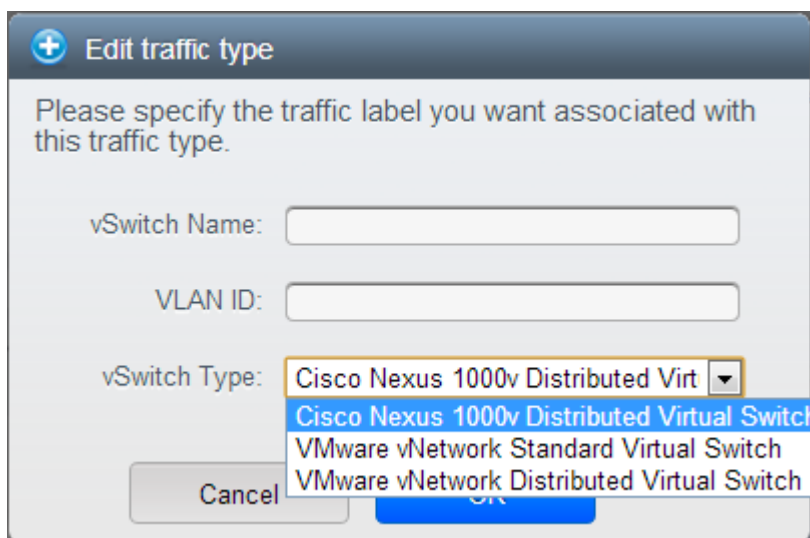 Edit traffic type
Please specify the traffic label you want associated with
this traffic type.
vSwitch Name:
VLAN ID:
vSwitch Type: Cisco Nexus 1000v Distributed Virt
Cisco Nexus 1000v Distributed Virtual Switch
VMware vNetwork Standard Virtual Switch
VMware vNetwork Distributed Virtual Switch
Cancel OK